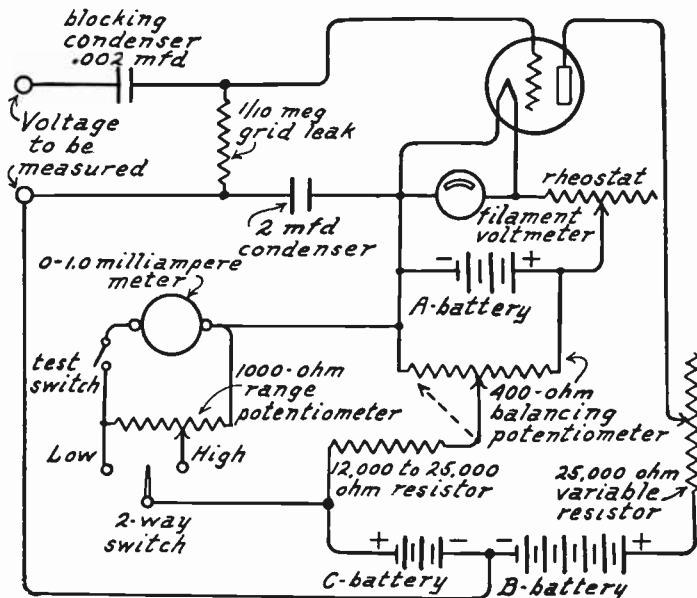 blocking
condenser
.002 mfd
Voltage
to be
measured
1/10 meg
grid leak
2 mfd
condenser
rheostat
filament
voltmeter
0-1.0 milliampere
meter
- +
A-battery
test
switch
1000-ohm
range
potentiometer
400-ohm
balancing
potentiometer
Low
High
12,000 to 25,000
ohm resistor
25,000 ohm
variable
resistor
2-way
switch
+ - - +
C-battery
B-battery